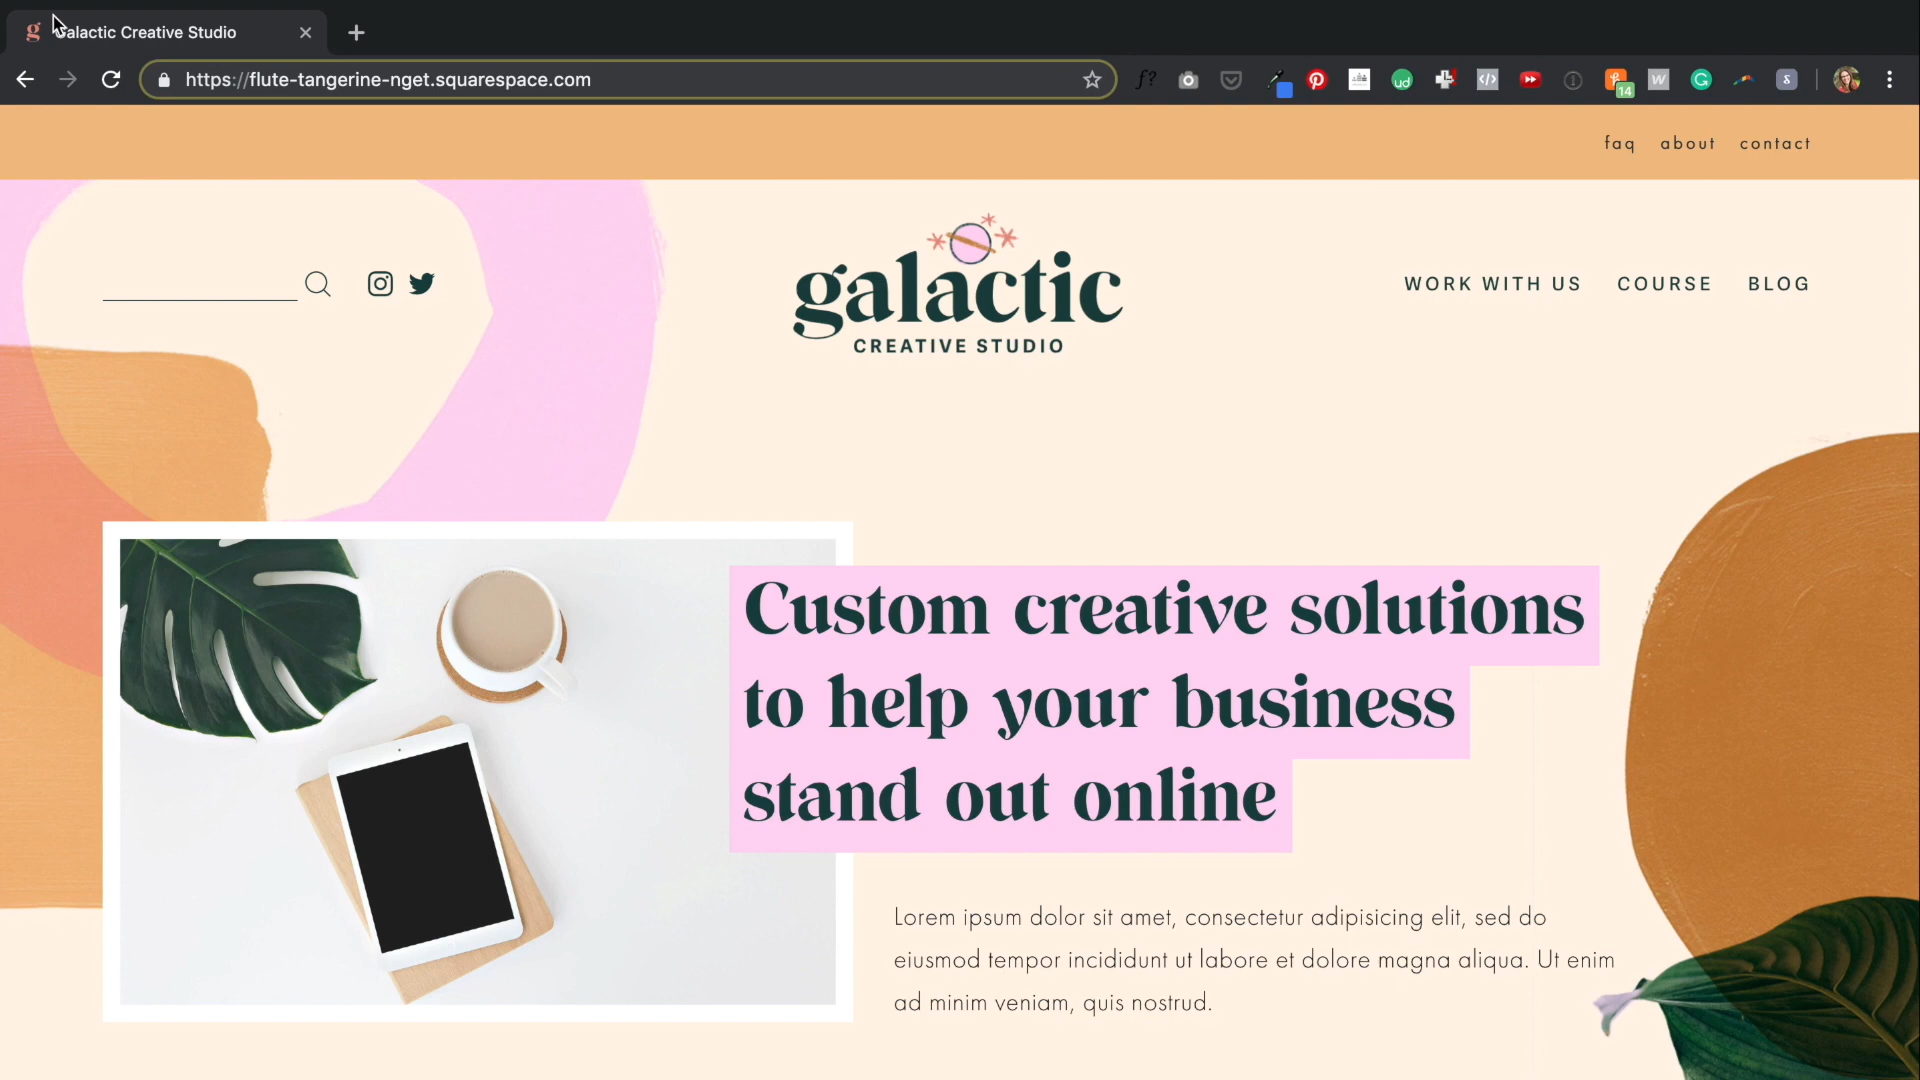 g Galactic Creative Studio
https://flute-tangerine-nget.squarespace.com
f?
ud
14
W
G
s
faq about contact
galactic
CREATIVE STUDIO
WORK WITH US COURSE BLOG
Custom creative solutions
to help your business
stand out online
Lorem ipsum dolor sit amet, consectetur adipisicing elit, sed do
eiusmod tempor incididunt ut labore et dolore magna aliqua. Ut enim
ad minim veniam, quis nostrud.